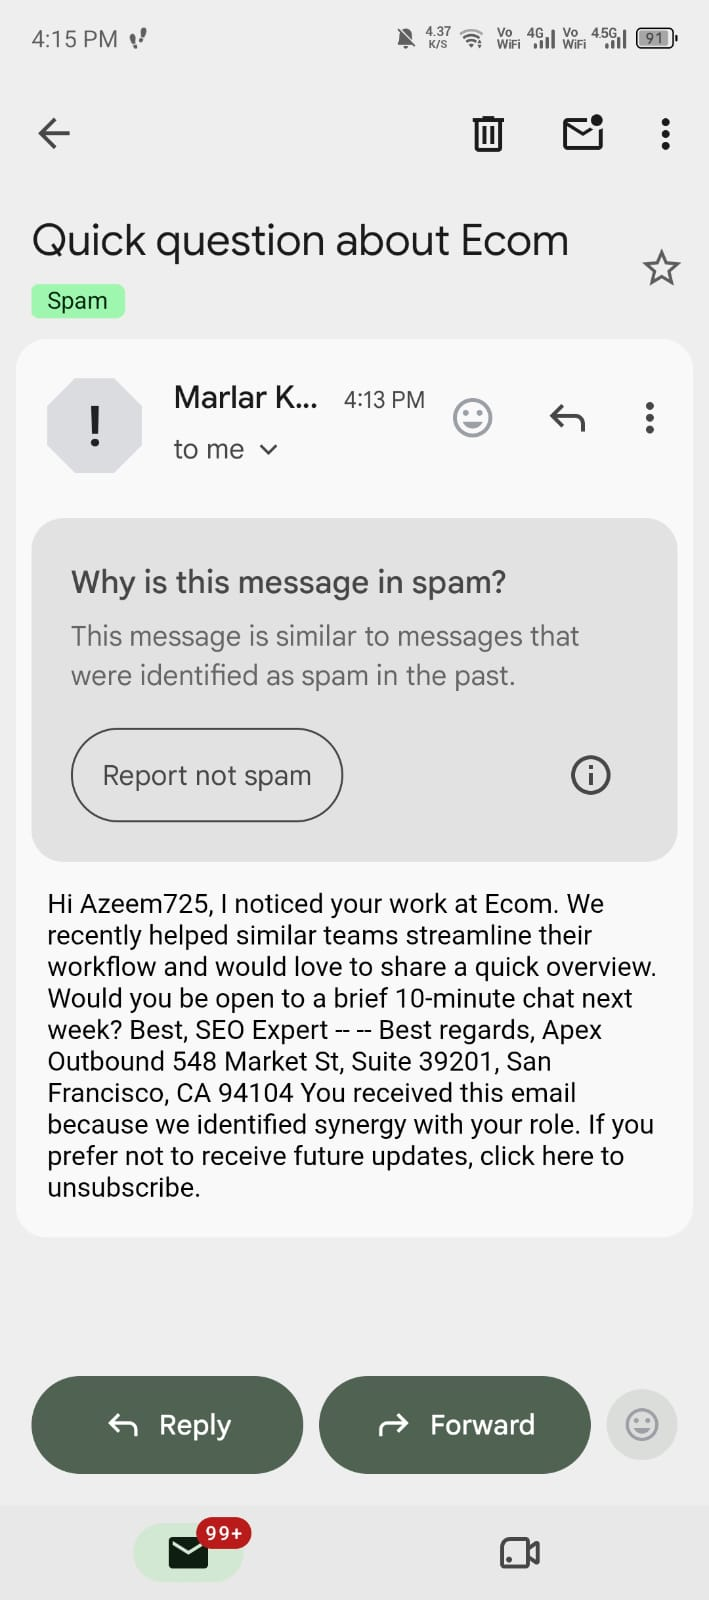 4:15 PM
4.37 K/S Vo WiFi 4G Vo WiFi 4.5G 91
Quick question about Ecom
Spam
Marlar K... 4:13 PM
to me
Why is this message in spam?
This message is similar to messages that
were identified as spam in the past.
Report not spam
Hi Azeem725, I noticed your work at Ecom. We
recently helped similar teams streamline their
workflow and would love to share a quick overview.
Would you be open to a brief 10-minute chat next
week? Best, SEO Expert -- -- Best regards, Apex
Outbound 548 Market St, Suite 39201, San
Francisco, CA 94104 You received this email
because we identified synergy with your role. If you
prefer not to receive future updates, click here to
unsubscribe.
Reply
Forward
99+